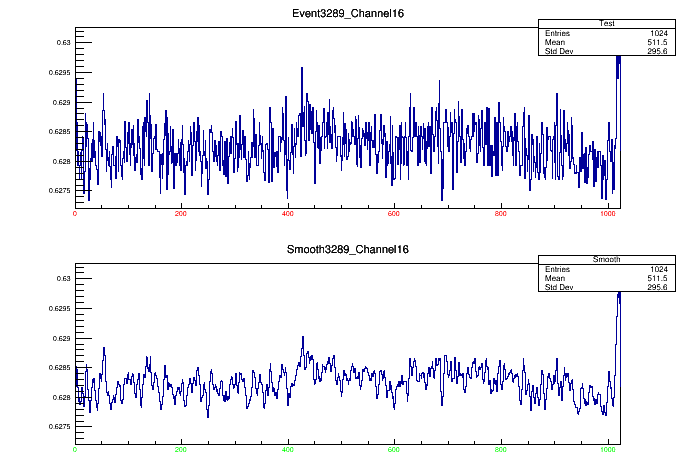 Event3289_Channel16
Test
Entries 1024
Mean 511.5
Std Dev 295.6
0.63
0.6295
0.629
0.6285
0.628
0.6275
0 200 400 600 800 1000
Smooth3289_Channel16
Smooth
Entries 1024
Mean 511.5
Std Dev 295.6
0.63
0.6295
0.629
0.6285
0.628
0.6275
0 200 400 600 800 1000